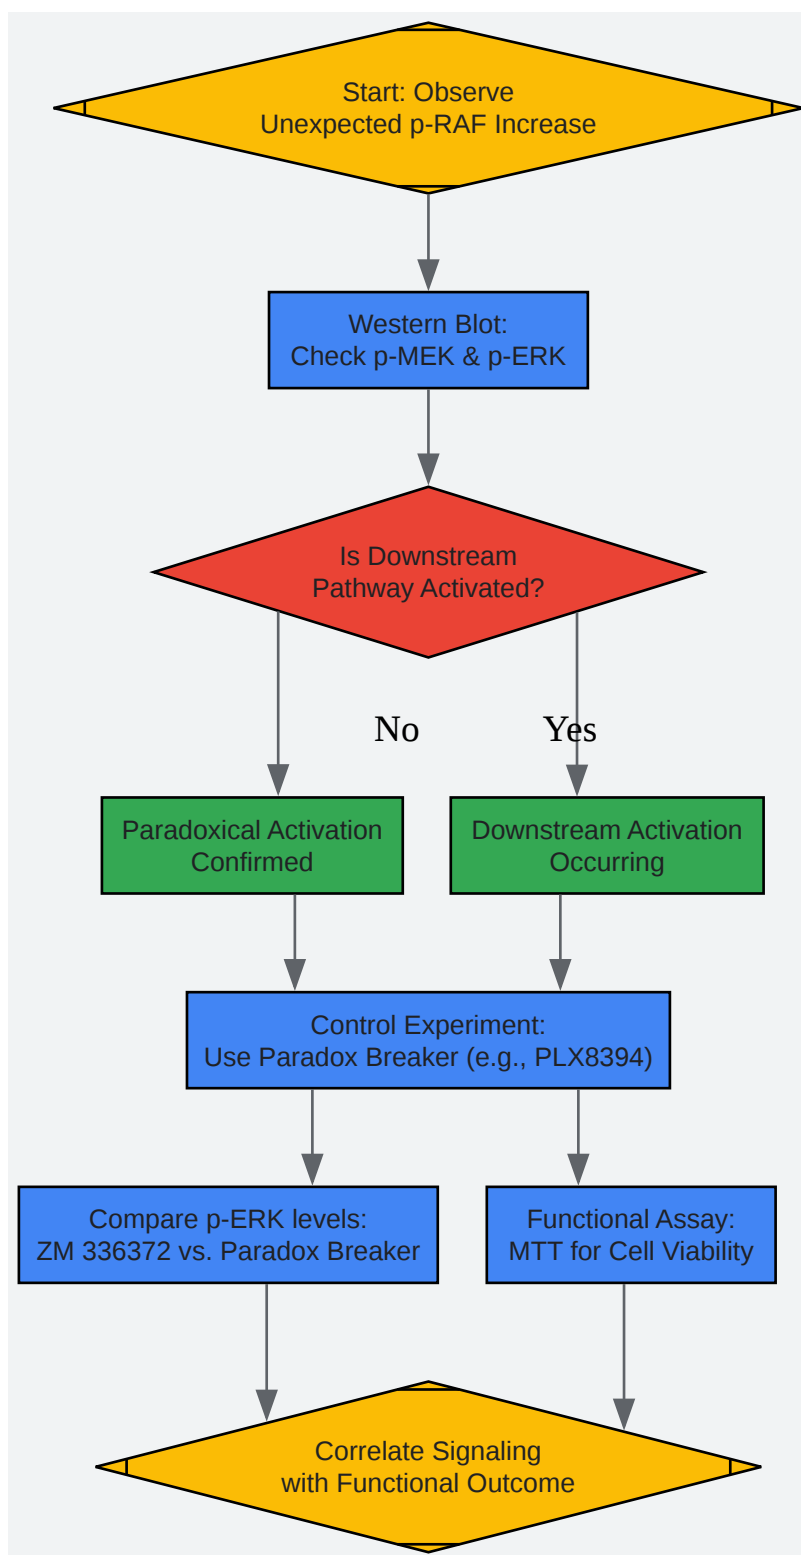 Start: Observe
Unexpected p-RAF Increase
Western Blot:
Check p-MEK & p-ERK
Is Downstream
Pathway Activated?
No
Yes
Paradoxical Activation
Confirmed
Downstream Activation
Occurring
Control Experiment:
Use Paradox Breaker (e.g., PLX8394)
Compare p-ERK levels:
ZM 336372 vs. Paradox Breaker
Functional Assay:
MTT for Cell Viability
Correlate Signaling
with Functional Outcome